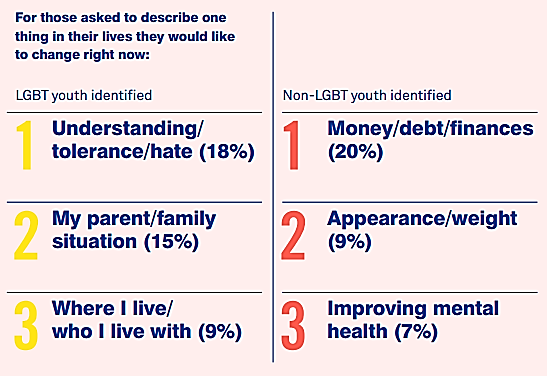 For those asked to describe one
thing in their lives they would like
to change right now:
LGBT youth identified
1 Understanding/
tolerance/hate (18%)
2 My parent/family
situation (15%)
3 Where I live/
who I live with (9%)
Non-LGBT youth identified
1 Money/debt/finances
(20%)
2 Appearance/weight
(9%)
3 Improving mental
health (7%)